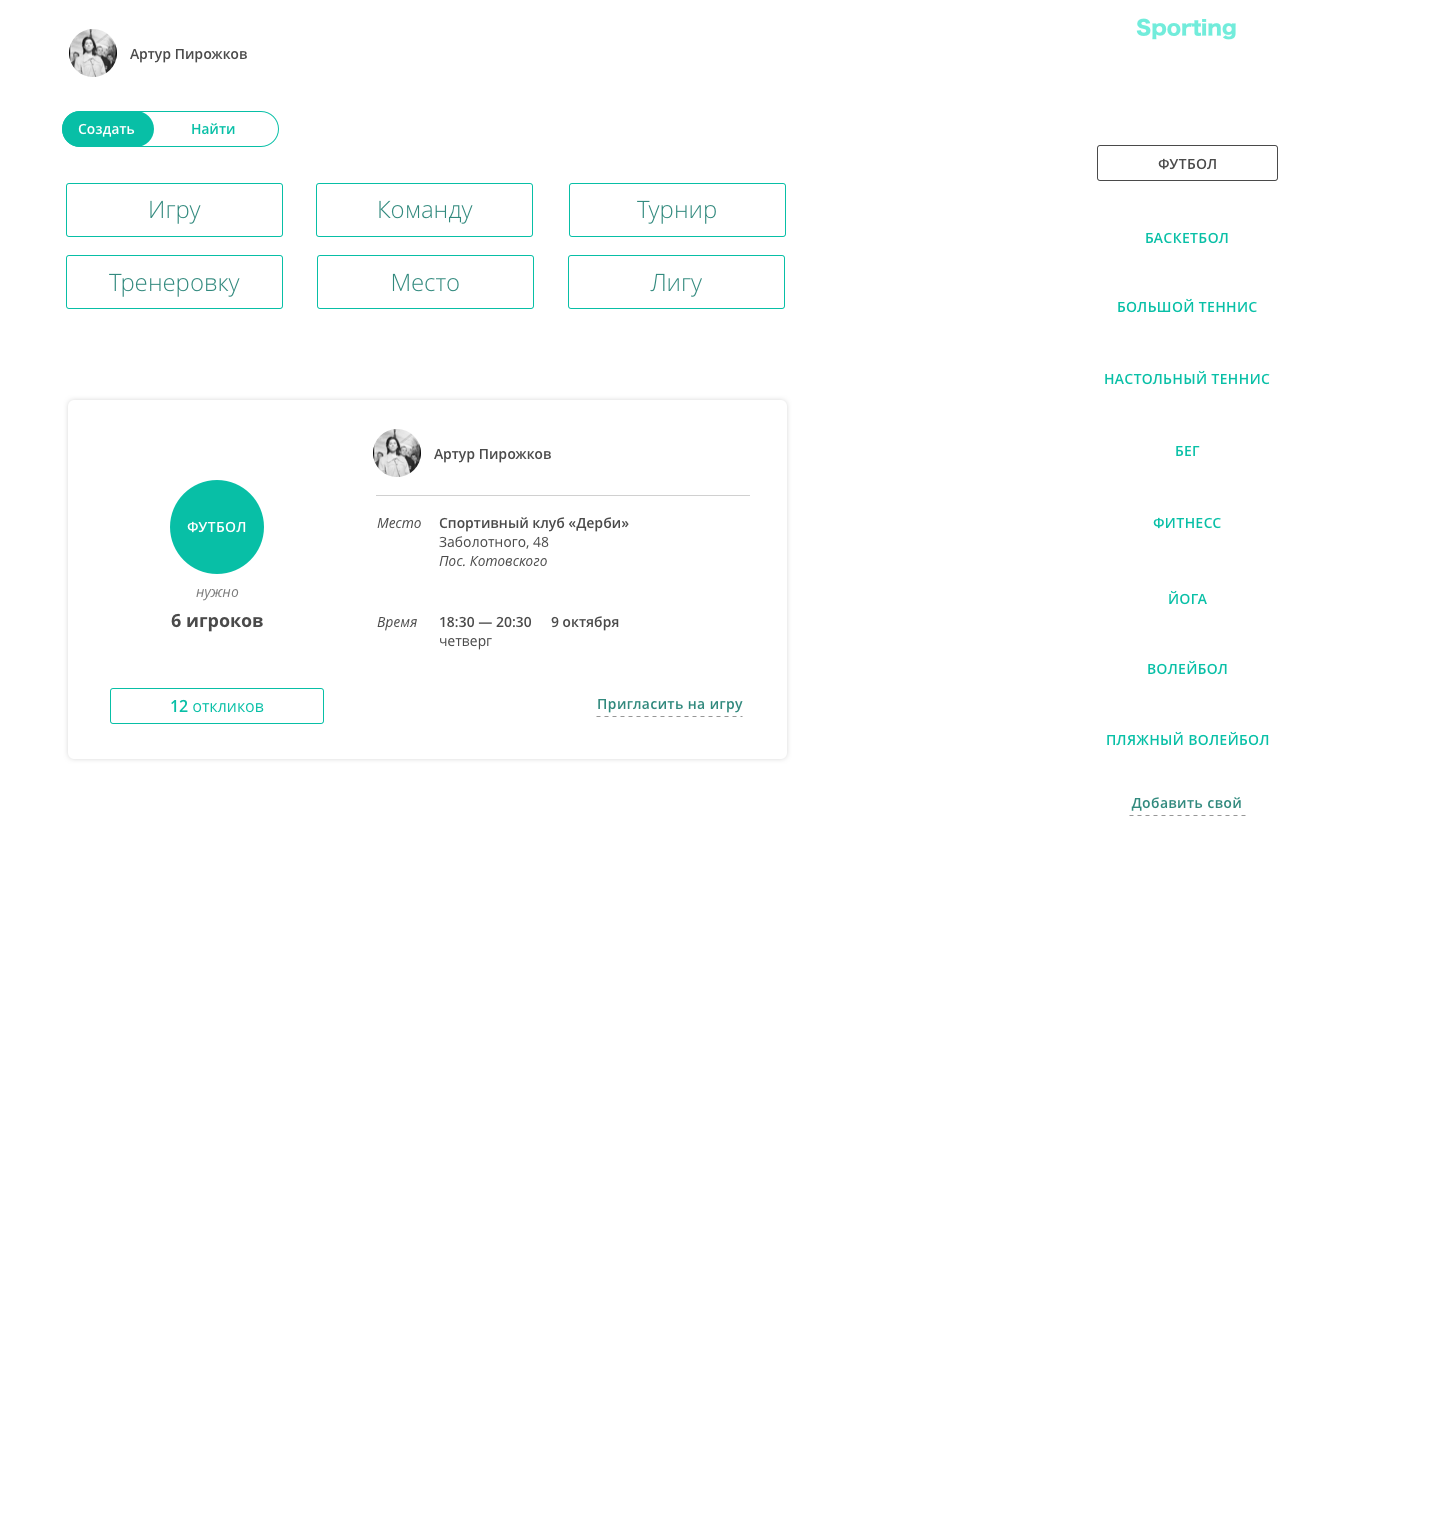 Артур Пирожков
Sporting
Создать
Найти
Игру
Команду
Турнир
Тренеровку
Место
Лигу
Артур Пирожков
ФУТБОЛ
нужно
6 игроков
12 откликов
Место
Спортивный клуб «Дерби»
Заболотного, 48
Пос. Котовского
Время
18:30 — 20:30 9 октября
четверг
Пригласить на игру
ФУТБОЛ
БАСКЕТБОЛ
БОЛЬШОЙ ТЕННИС
НАСТОЛЬНЫЙ ТЕННИС
БЕГ
ФИТНЕСС
ЙОГА
ВОЛЕЙБОЛ
ПЛЯЖНЫЙ ВОЛЕЙБОЛ
Добавить свой